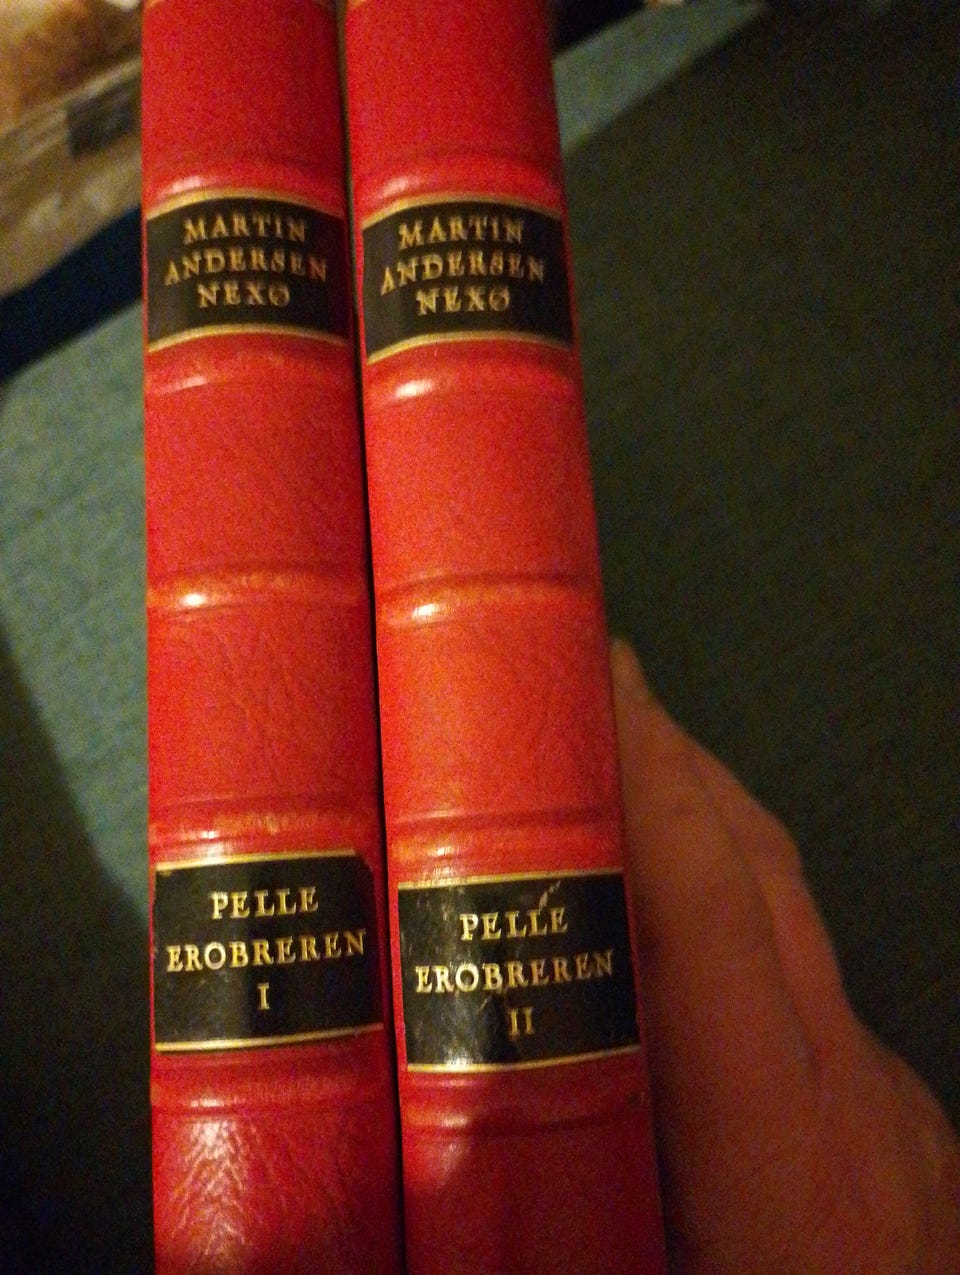 MARTIN
ANDERSEN
NEXØ
PELLE
EROBREREN
I
MARTIN
ANDERSEN
NEXØ
PELLE
EROBREREN
II